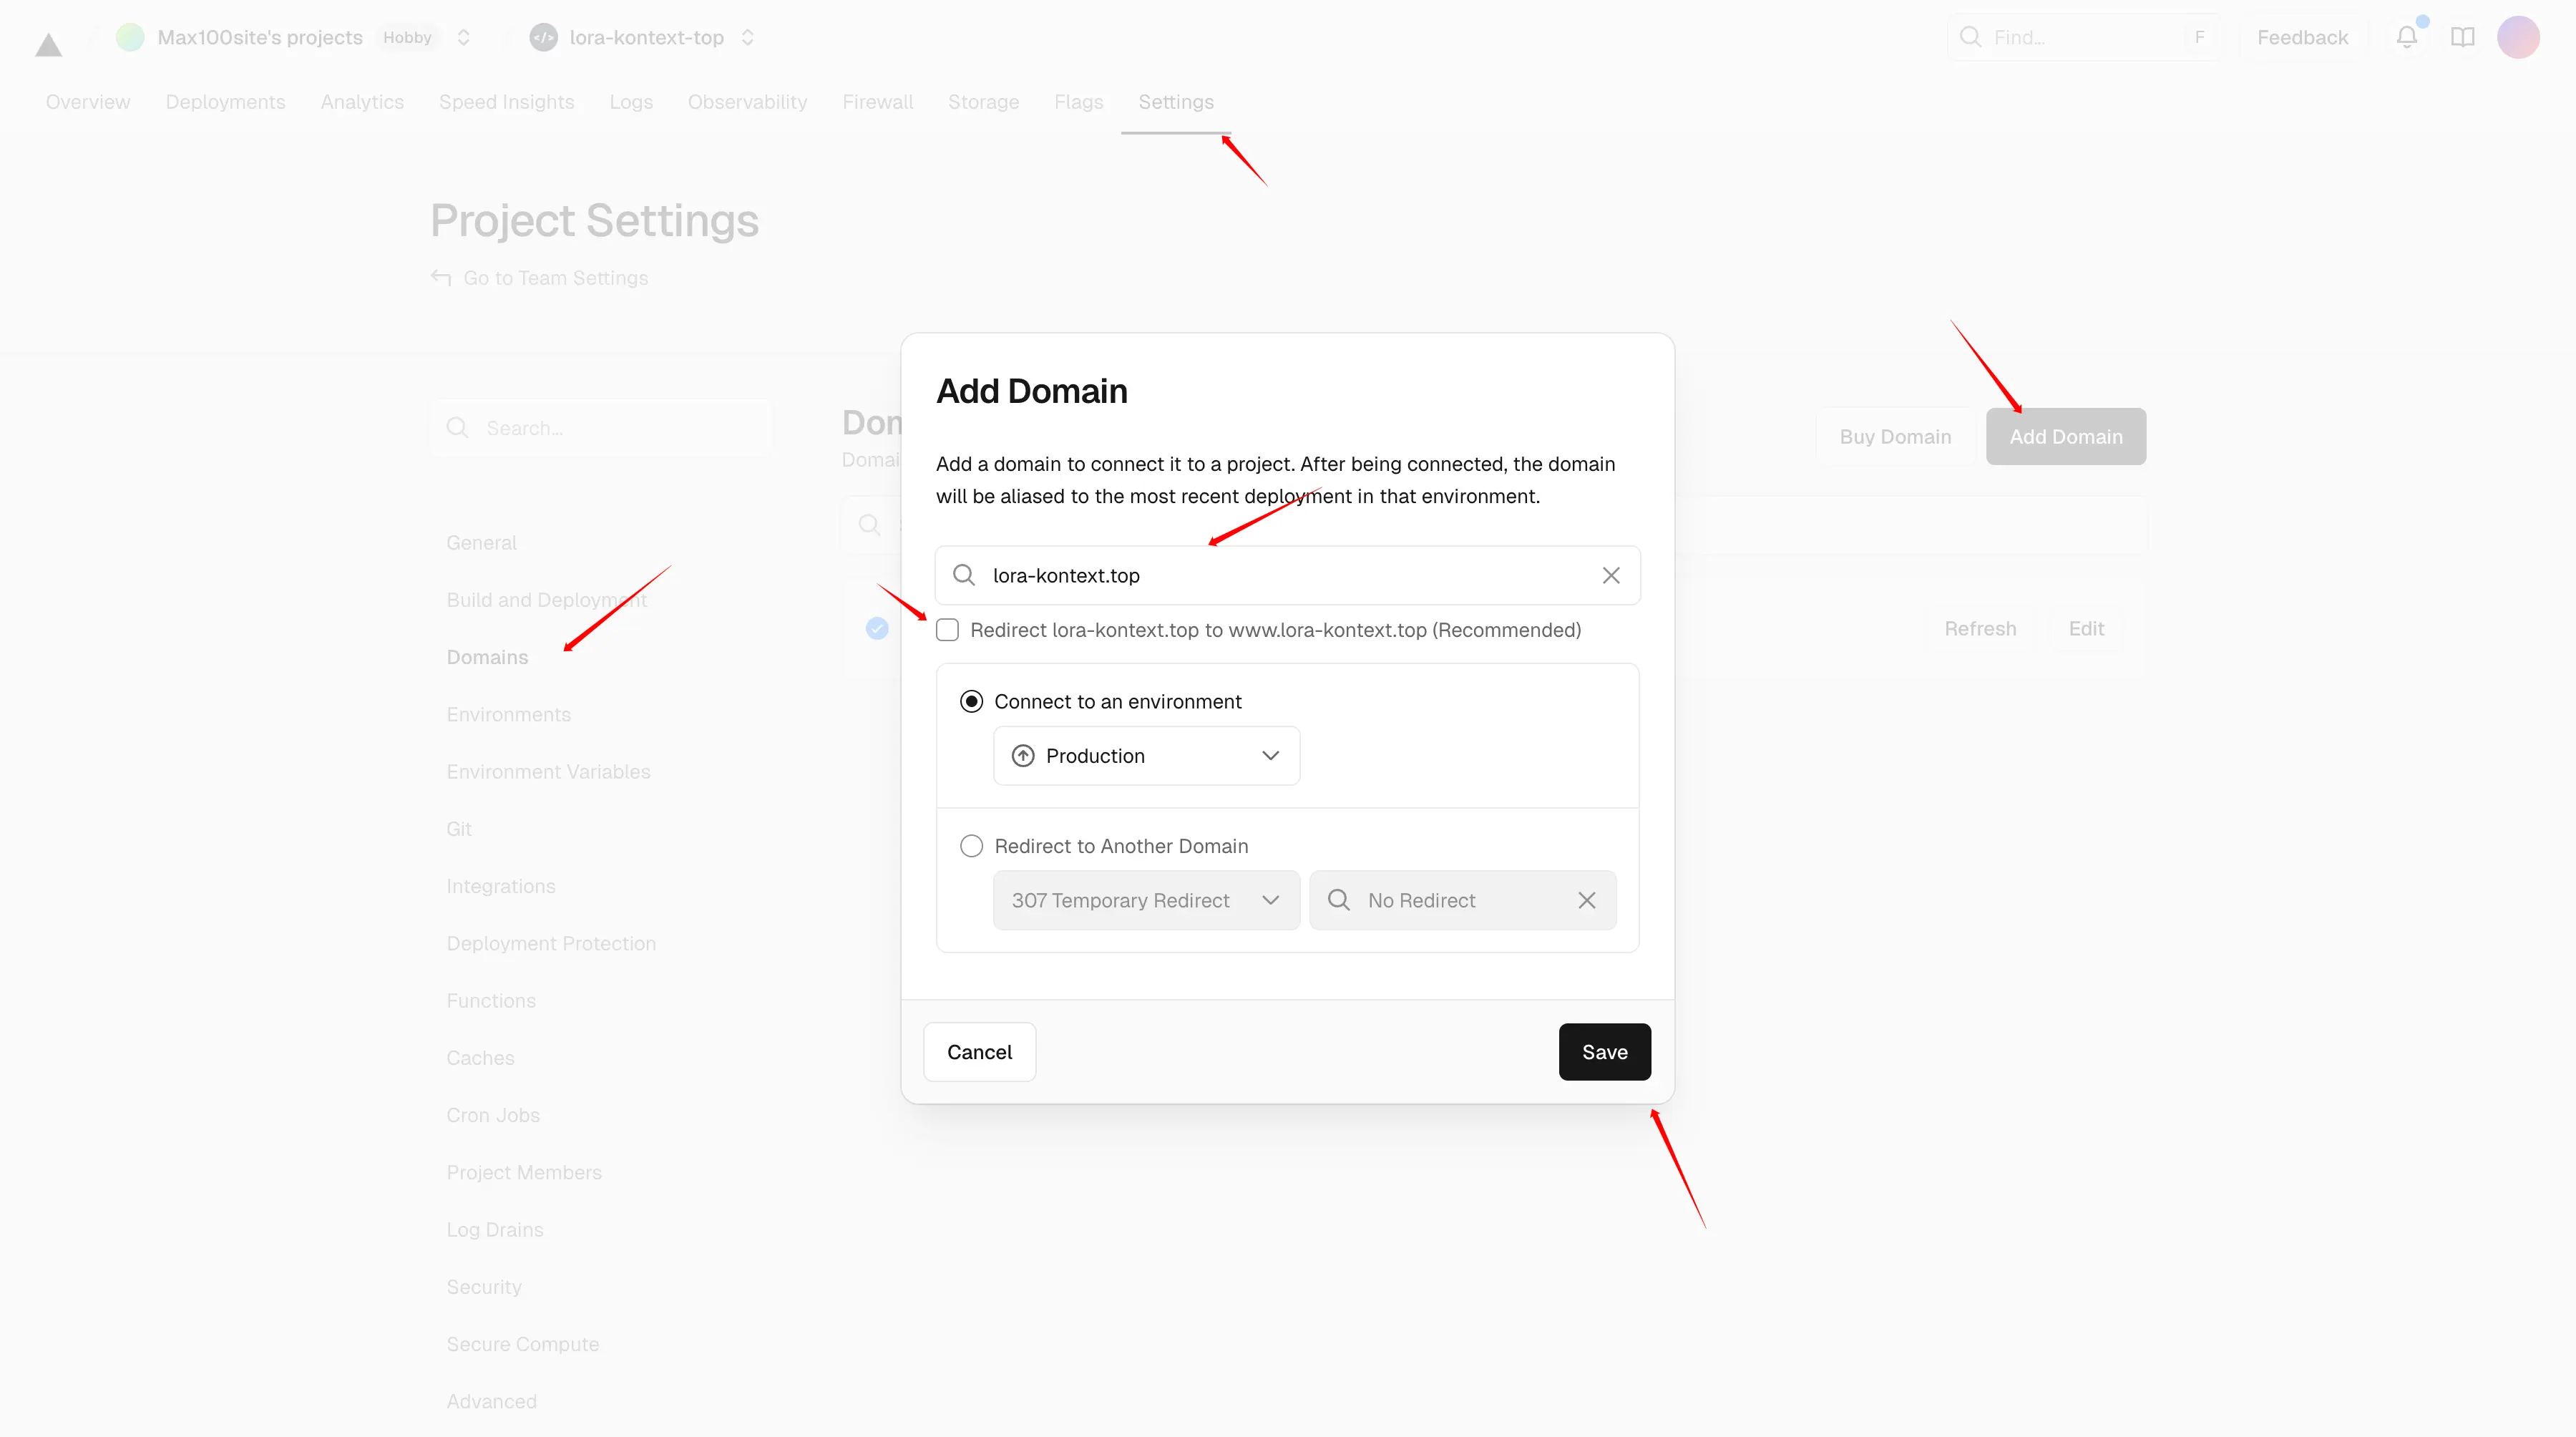 Max100site's projects Hobby
lora-kontext-top
Find... F
Feedback
Overview Deployments Analytics Speed Insights Logs Observability Firewall Storage Flags Settings
Project Settings
Go to Team Settings
Search...
General
Build and Deployment
Domains
Environments
Environment Variables
Git
Integrations
Deployment Protection
Functions
Caches
Cron Jobs
Project Members
Log Drains
Security
Secure Compute
Advanced
Buy Domain
Add Domain
Refresh
Edit
Add Domain
Add a domain to connect it to a project. After being connected, the domain
will be aliased to the most recent deployment in that environment.
lora-kontext.top
Redirect lora-kontext.top to www.lora-kontext.top (Recommended)
Connect to an environment
Production
Redirect to Another Domain
307 Temporary Redirect
No Redirect
Cancel
Save